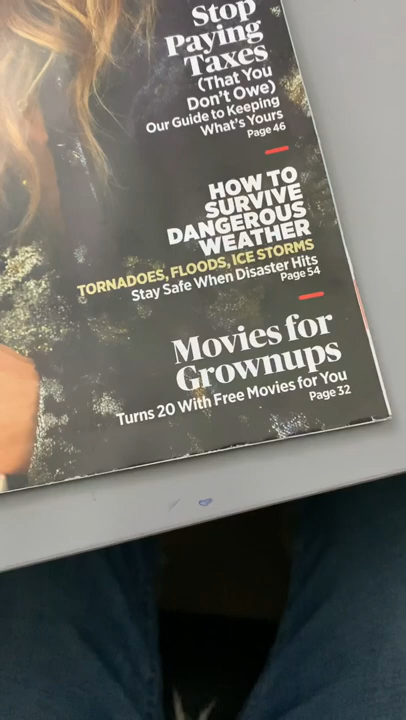 Stop
Paying
Taxes
(That You
Don't Owe)
Our Guide to Keeping
What's Yours
Page 46
HOW TO
SURVIVE
DANGEROUS
WEATHER
TORNADOES, FLOODS, ICE STORMS
Stay Safe When Disaster Hits
Page 54
Movies for
Grownups
Turns 20 With Free Movies for You
Page 32